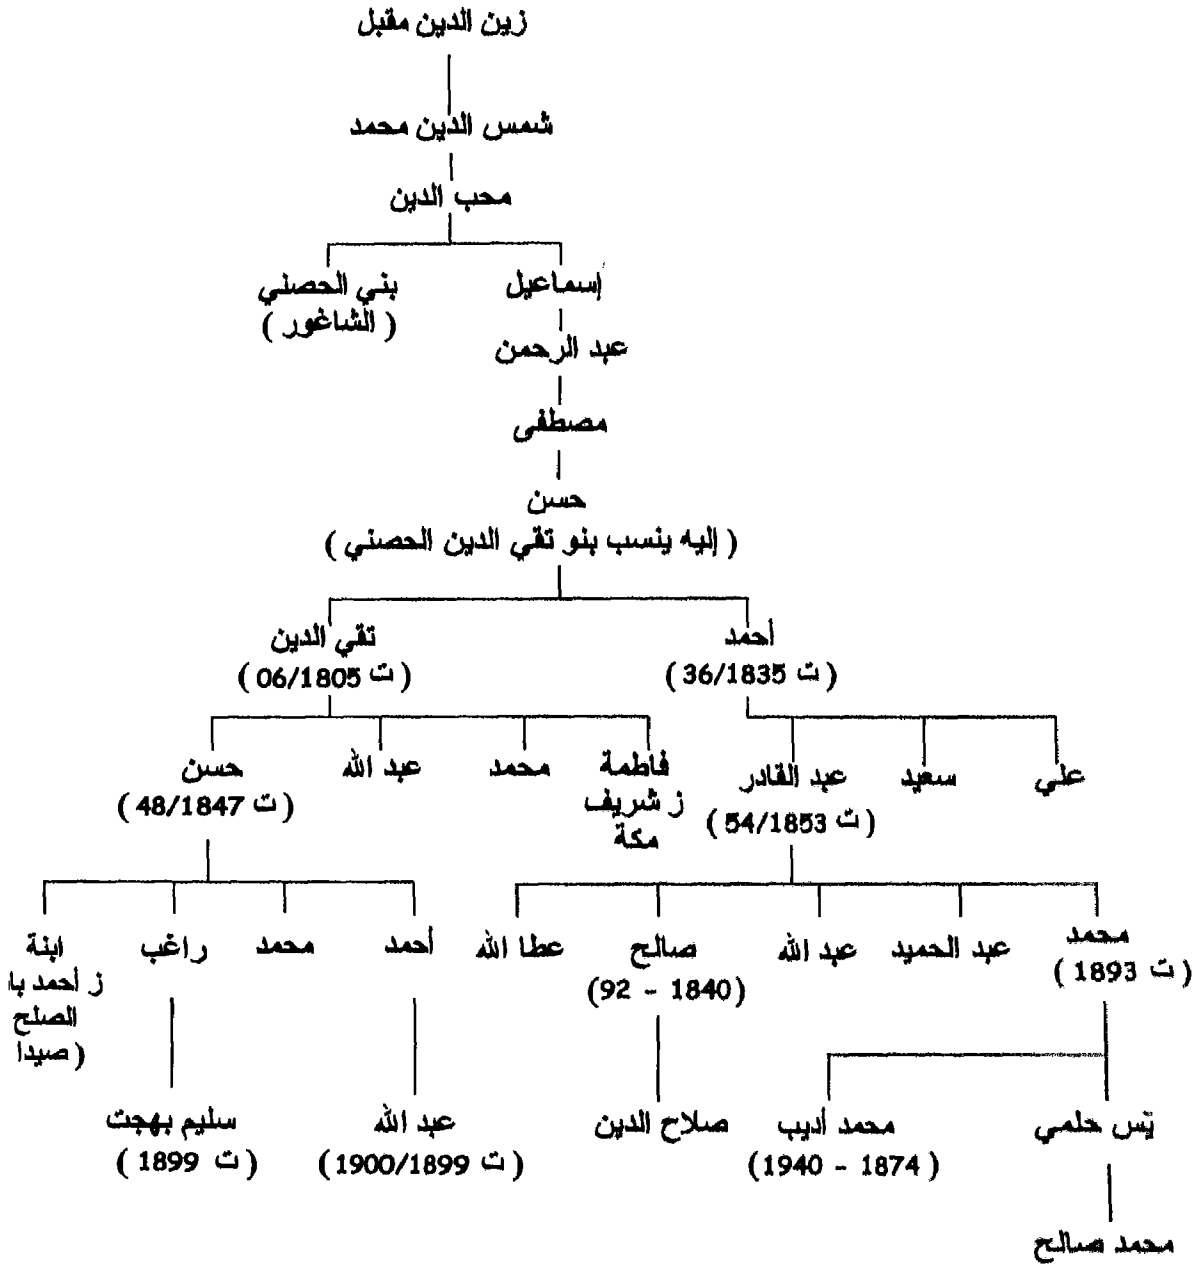 زين الدين مقبل
شمس الدين محمد
محب الدين
إسماعيل
بني الحصني
( الشاغور )
عبد الرحمن
مصطفى
حسن
( إليه ينسب بنو تقي الدين الحصني )
أحمد
( ت 36/1835 )
تقي الدين
( ت 06/1805 )
علي
سعيد
عبد القادر
( ت 54/1853 )
فاطمة
ز شريف
مكة
محمد
عبد الله
حسن
( ت 48/1847 )
محمد
( ت 1893 )
عبد الحميد
عبد الله
صالح
(1840 - 92)
عطا الله
أحمد
محمد
راغب
ابنة
ز أحمد با
الصلح
( صيدا
يٰس حلمي
محمد أديب
( 1874 - 1940)
صلاح الدين
عبد الله
( ت 1900/1899)
سليم بهجت
( ت 1899 )
محمد صالح